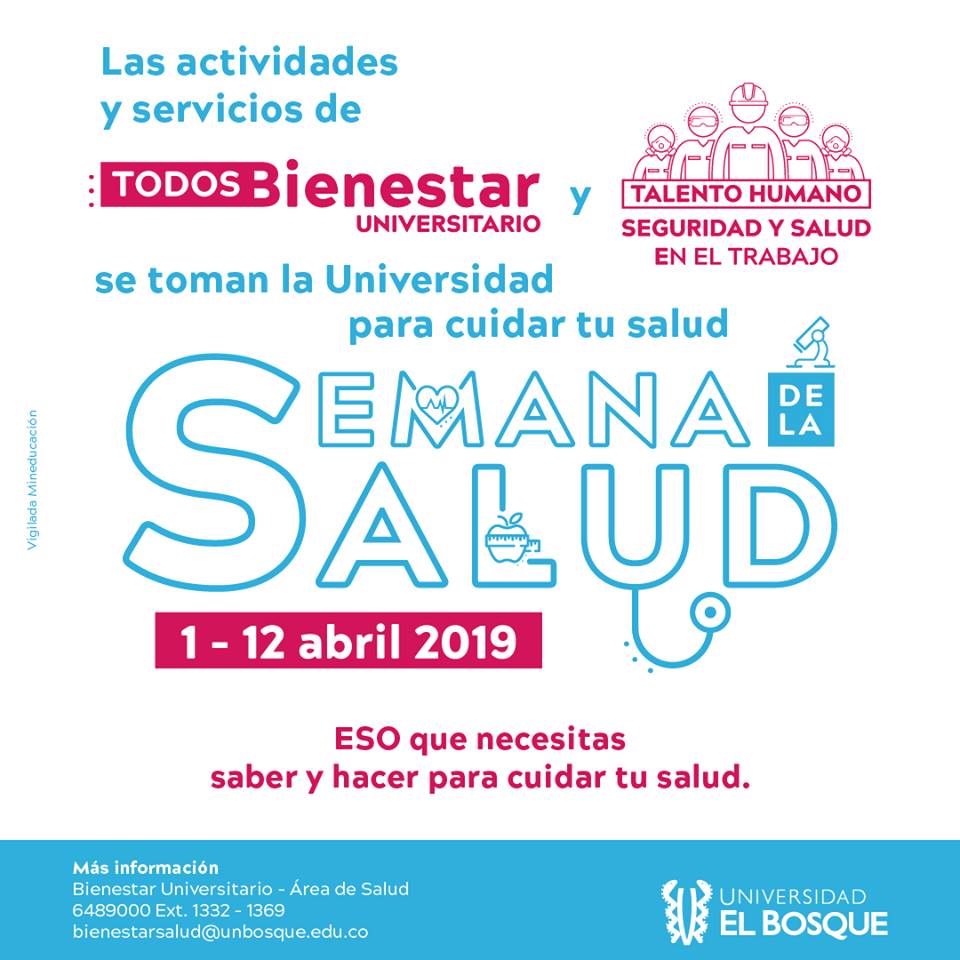 Las actividades
y servicios de
TODOS Bienestar
UNIVERSITARIO
y
TALENTO HUMANO
SEGURIDAD Y SALUD
EN EL TRABAJO
se toman la Universidad
para cuidar tu salud
SEMANA
DE
LA
SALUD
1 - 12 abril 2019
ESO que necesitas
saber y hacer para cuidar tu salud.
Vigilada Mineducación
Más información
Bienestar Universitario - Área de Salud
6489000 Ext. 1332 - 1369
bienestarsalud@unbosque.edu.co
UNIVERSIDAD
EL BOSQUE